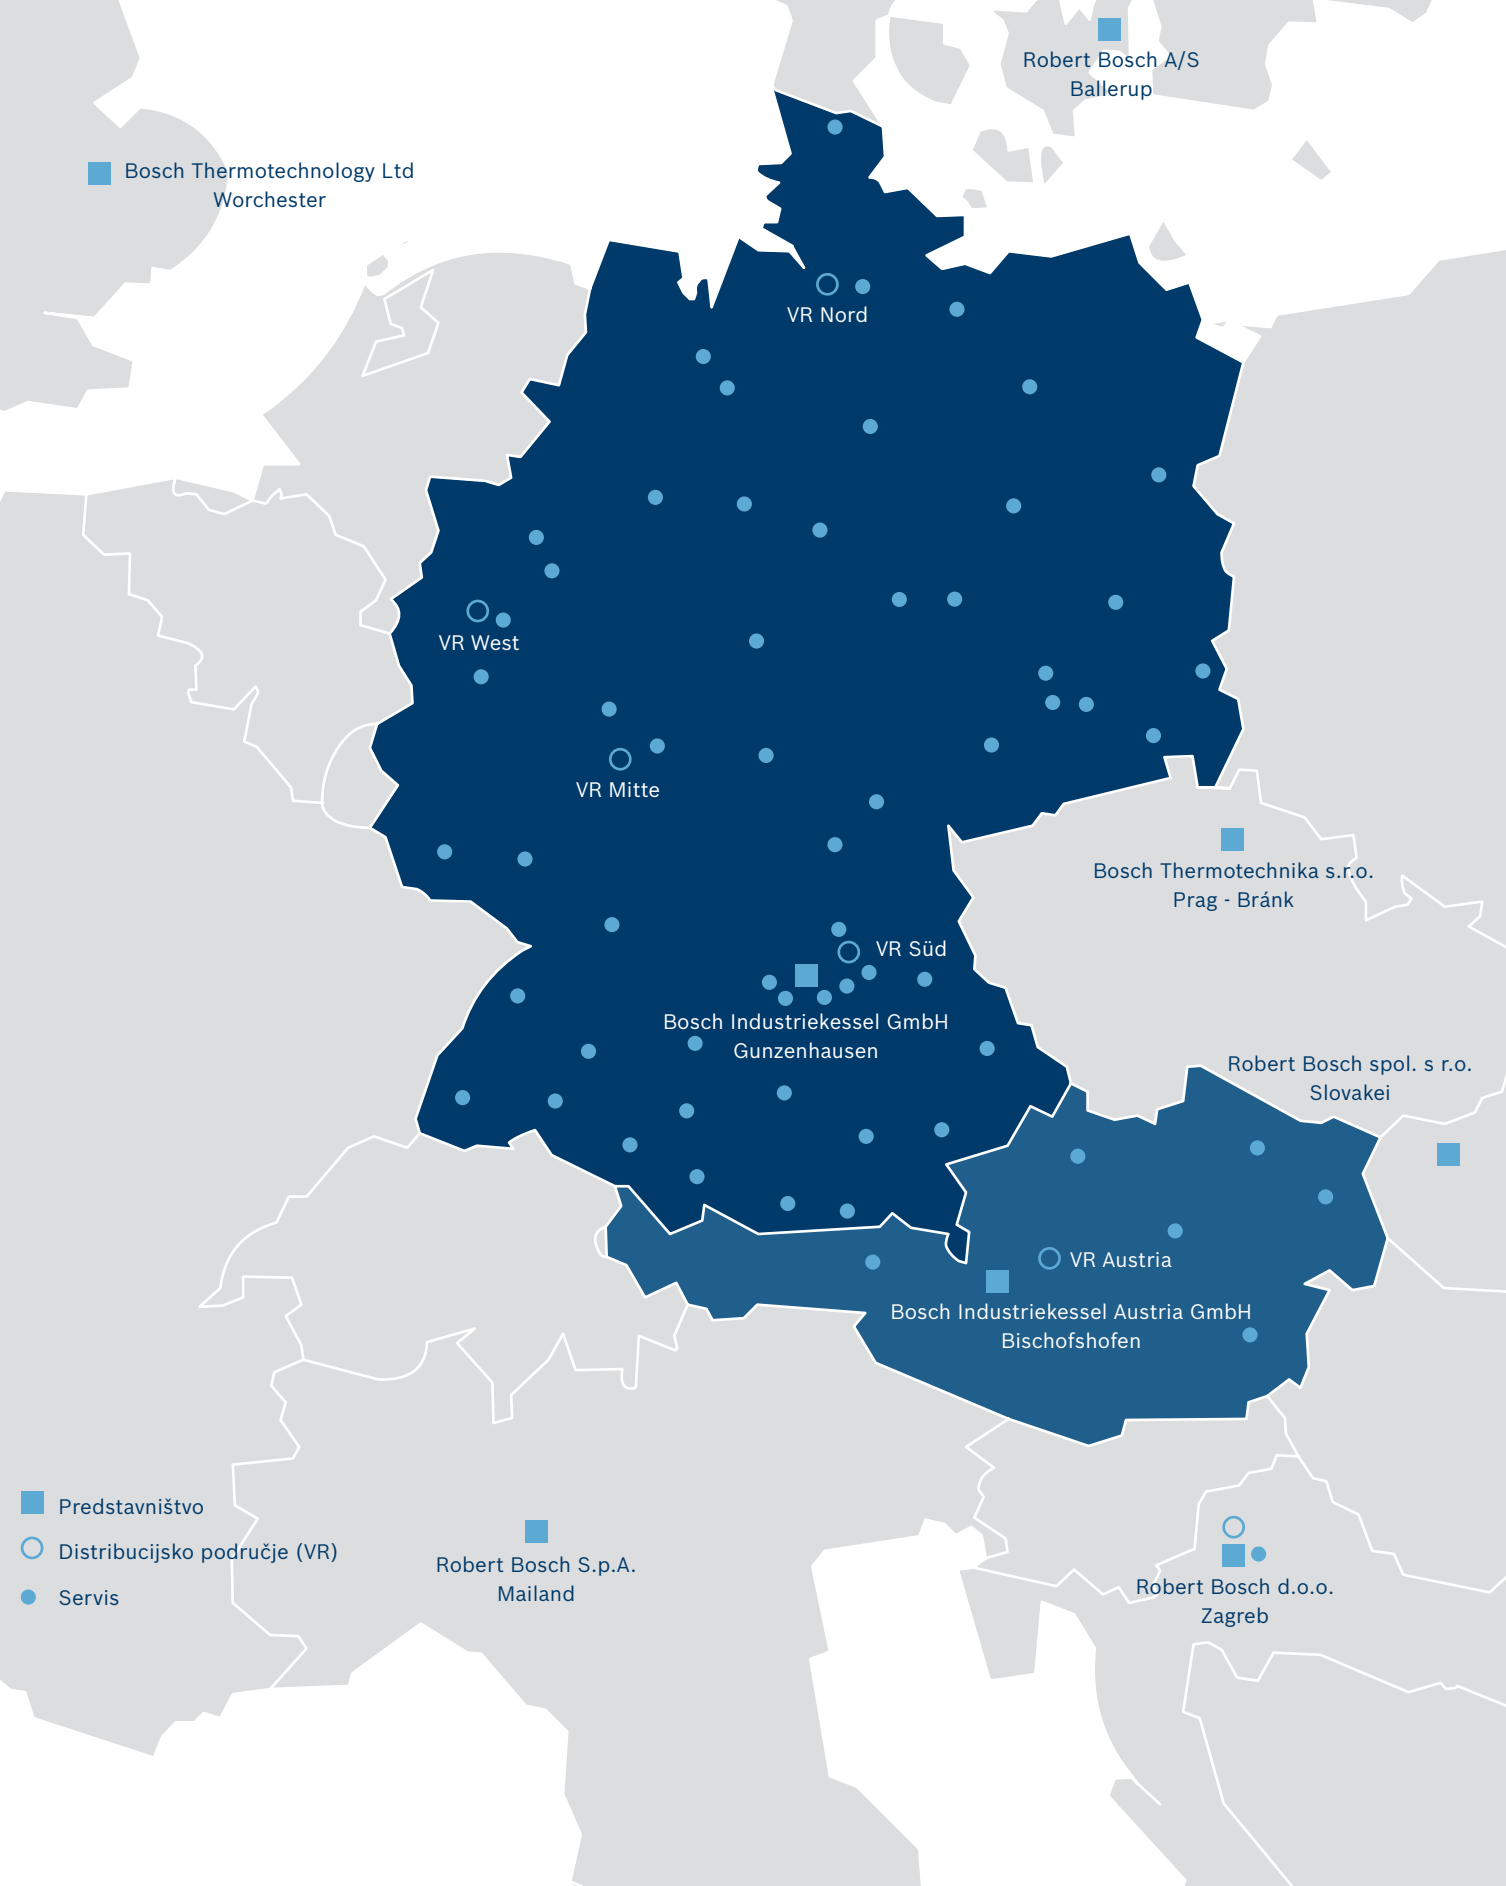 Robert Bosch A/S
Ballerup
Bosch Thermotechnology Ltd
Worchester
VR Nord
VR West
VR Mitte
Bosch Thermotechnika s.r.o.
Prag - Bránk
VR Süd
Bosch Industriekessel GmbH
Gunzenhausen
Robert Bosch spol. s r.o.
Slovakei
VR Austria
Bosch Industriekessel Austria GmbH
Bischofshofen
Predstavništvo
Distribucijsko područje (VR)
Servis
Robert Bosch S.p.A.
Mailand
Robert Bosch d.o.o.
Zagreb